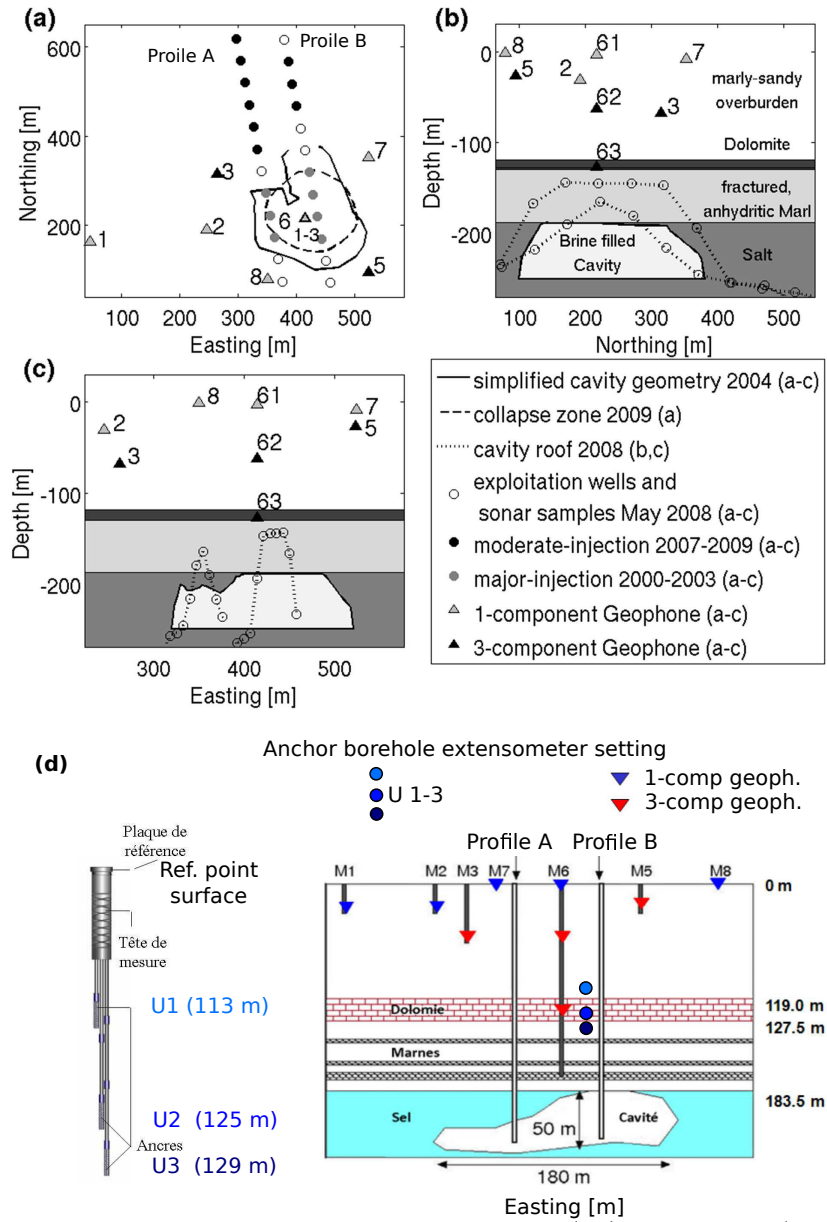 (a)
600
Proile A
Proile B
400
200
Northing [m]
7
3
6
1-3
2
1
8
5
100 200 300 400 500
Easting [m]
(b)
0
-100
-200
Depth [m]
8
61
7
5
2
62
3
63
marly-sandy
overburden
Dolomite
fractured,
anhydritic Marl
Brine filled
Cavity
Salt
100 200 300 400 500
Northing [m]
(c)
0
-100
-200
Depth [m]
8
61
7
2
5
3
62
63
200 300 400 500
Easting [m]
simplified cavity geometry 2004 (a-c)
collapse zone 2009 (a)
cavity roof 2008 (b,c)
exploitation wells and
sonar samples May 2008 (a-c)
moderate-injection 2007-2009 (a-c)
major-injection 2000-2003 (a-c)
1-component Geophone (a-c)
3-component Geophone (a-c)
(d)
Anchor borehole extensometer setting
U 1-3
1-comp geoph.
3-comp geoph.
Plaque de
référence
Ref. point
surface
Tête de
mesure
U1 (113 m)
U2 (125 m)
Ancres
U3 (129 m)
Profile A Profile B
M1 M2 M3 M7 M6 M5 M8
0 m
Dolomie
119.0 m
127.5 m
Marnes
183.5 m
Sel
50 m
Cavité
180 m
Easting [m]